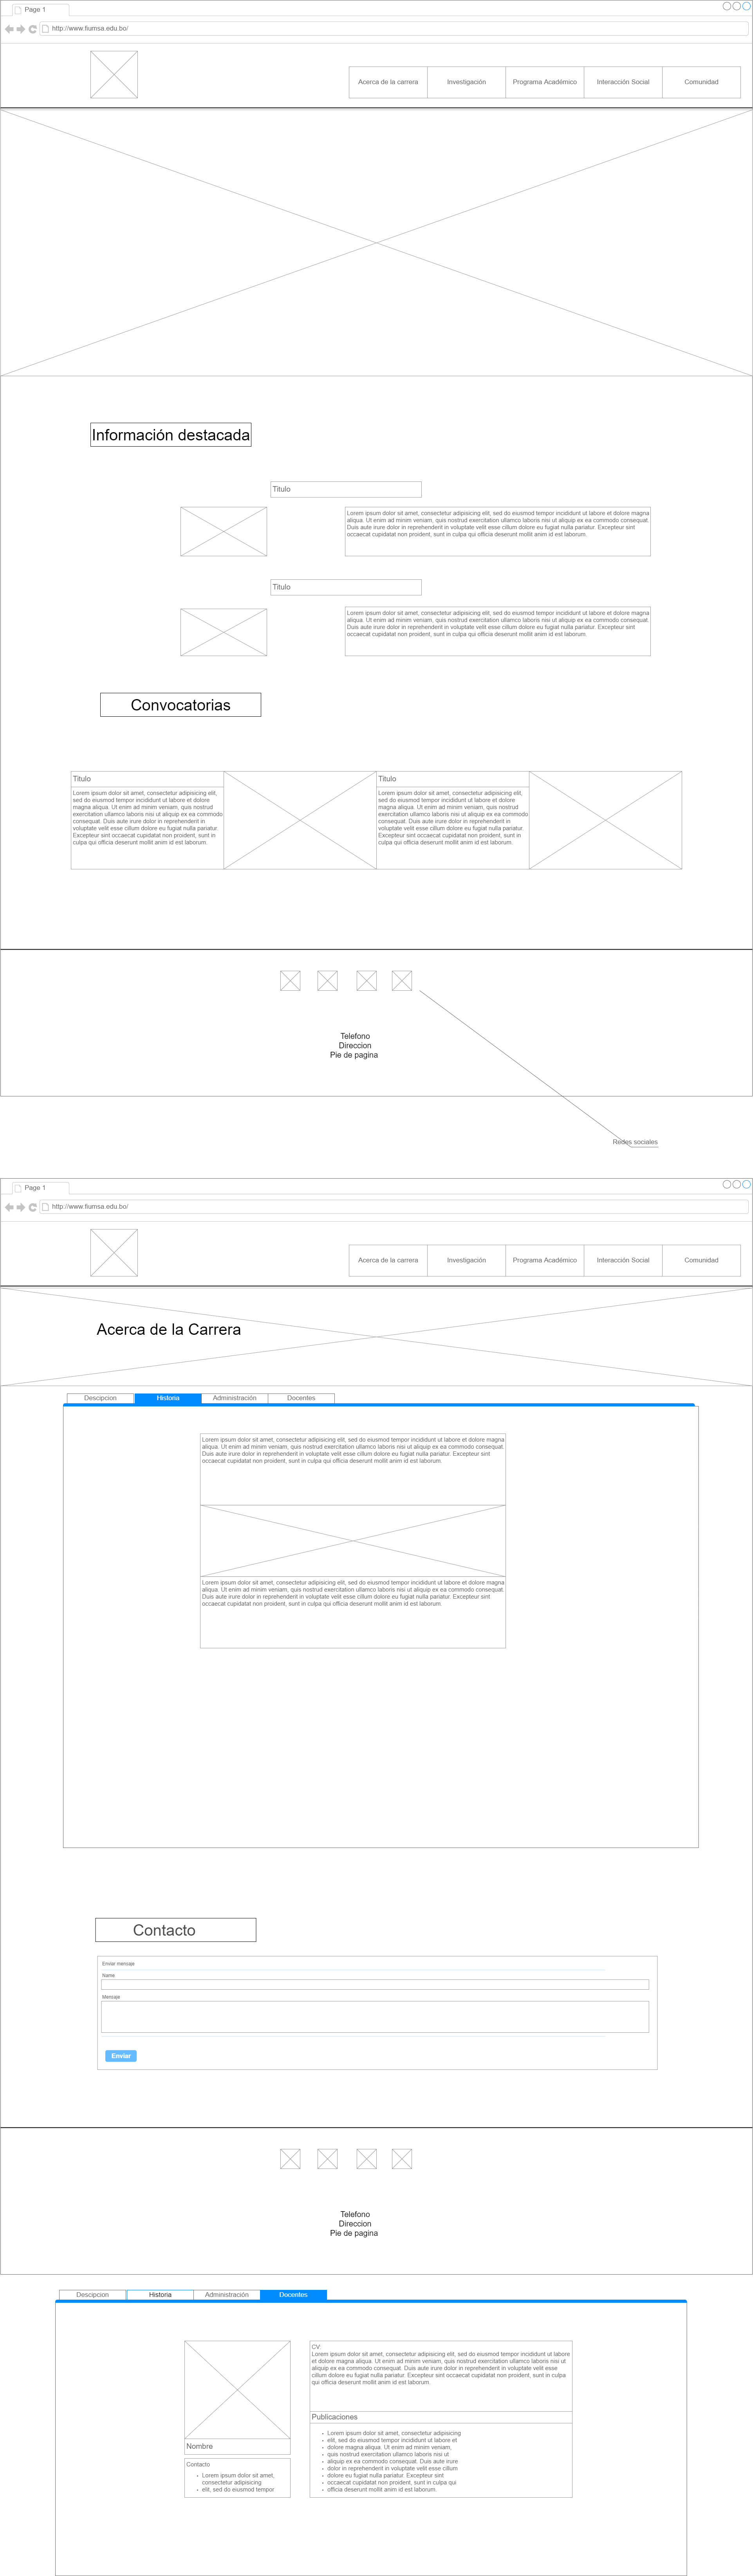 Page 1
http://www.fiumsa.edu.bo/
Acerca de la carrera
Investigación
Programa Académico
Interacción Social
Comunidad
Información destacada
Titulo
Lorem ipsum dolor sit amet, consectetur adipisicing elit, sed do eiusmod tempor incididunt ut labore et dolore magna
aliqua. Ut enim ad minim veniam, quis nostrud exercitation ullamco laboris nisi ut aliquip ex ea commodo consequat.
Duis aute irure dolor in reprehenderit in voluptate velit esse cillum dolore eu fugiat nulla pariatur. Excepteur sint
occaecat cupidatat non proident, sunt in culpa qui officia deserunt mollit anim id est laborum.
Titulo
Lorem ipsum dolor sit amet, consectetur adipisicing elit, sed do eiusmod tempor incididunt ut labore et dolore magna
aliqua. Ut enim ad minim veniam, quis nostrud exercitation ullamco laboris nisi ut aliquip ex ea commodo consequat.
Duis aute irure dolor in reprehenderit in voluptate velit esse cillum dolore eu fugiat nulla pariatur. Excepteur sint
occaecat cupidatat non proident, sunt in culpa qui officia deserunt mollit anim id est laborum.
Convocatorias
Titulo
Lorem ipsum dolor sit amet, consectetur adipisicing elit,
sed do eiusmod tempor incididunt ut labore et dolore
magna aliqua. Ut enim ad minim veniam, quis nostrud
exercitation ullamco laboris nisi ut aliquip ex ea commodo
consequat. Duis aute irure dolor in reprehenderit in
voluptate velit esse cillum dolore eu fugiat nulla pariatur.
Excepteur sint occaecat cupidatat non proident, sunt in
culpa qui officia deserunt mollit anim id est laborum.
Titulo
Lorem ipsum dolor sit amet, consectetur adipisicing elit,
sed do eiusmod tempor incididunt ut labore et dolore
magna aliqua. Ut enim ad minim veniam, quis nostrud
exercitation ullamco laboris nisi ut aliquip ex ea commodo
consequat. Duis aute irure dolor in reprehenderit in
voluptate velit esse cillum dolore eu fugiat nulla pariatur.
Excepteur sint occaecat cupidatat non proident, sunt in
culpa qui officia deserunt mollit anim id est laborum.
Telefono
Direccion
Pie de pagina
Redes sociales
Page 1
http://www.fiumsa.edu.bo/
Acerca de la carrera
Investigación
Programa Académico
Interacción Social
Comunidad
Acerca de la Carrera
Descipcion
Historia
Administración
Docentes
Lorem ipsum dolor sit amet, consectetur adipisicing elit, sed do eiusmod tempor incididunt ut labore et dolore magna
aliqua. Ut enim ad minim veniam, quis nostrud exercitation ullamco laboris nisi ut aliquip ex ea commodo consequat.
Duis aute irure dolor in reprehenderit in voluptate velit esse cillum dolore eu fugiat nulla pariatur. Excepteur sint
occaecat cupidatat non proident, sunt in culpa qui officia deserunt mollit anim id est laborum.
Lorem ipsum dolor sit amet, consectetur adipisicing elit, sed do eiusmod tempor incididunt ut labore et dolore magna
aliqua. Ut enim ad minim veniam, quis nostrud exercitation ullamco laboris nisi ut aliquip ex ea commodo consequat.
Duis aute irure dolor in reprehenderit in voluptate velit esse cillum dolore eu fugiat nulla pariatur. Excepteur sint
occaecat cupidatat non proident, sunt in culpa qui officia deserunt mollit anim id est laborum.
Contacto
Enviar mensaje
Name
Mensaje
Enviar
Telefono
Direccion
Pie de pagina
Descipcion
Historia
Administración
Docentes
Nombre
Contacto
Lorem ipsum dolor sit amet,
consectetur adipisicing
elit, sed do eiusmod tempor
CV:
Lorem ipsum dolor sit amet, consectetur adipisicing elit, sed do eiusmod tempor incididunt ut labore
et dolore magna aliqua. Ut enim ad minim veniam, quis nostrud exercitation ullamco laboris nisi ut
aliquip ex ea commodo consequat. Duis aute irure dolor in reprehenderit in voluptate velit esse
cillum dolore eu fugiat nulla pariatur. Excepteur sint occaecat cupidatat non proident, sunt in culpa
qui officia deserunt mollit anim id est laborum.
Publicaciones
Lorem ipsum dolor sit amet, consectetur adipisicing
elit, sed do eiusmod tempor incididunt ut labore et
dolore magna aliqua. Ut enim ad minim veniam,
quis nostrud exercitation ullamco laboris nisi ut
aliquip ex ea commodo consequat. Duis aute irure
dolor in reprehenderit in voluptate velit esse cillum
dolore eu fugiat nulla pariatur. Excepteur sint
occaecat cupidatat non proident, sunt in culpa qui
officia deserunt mollit anim id est laborum.